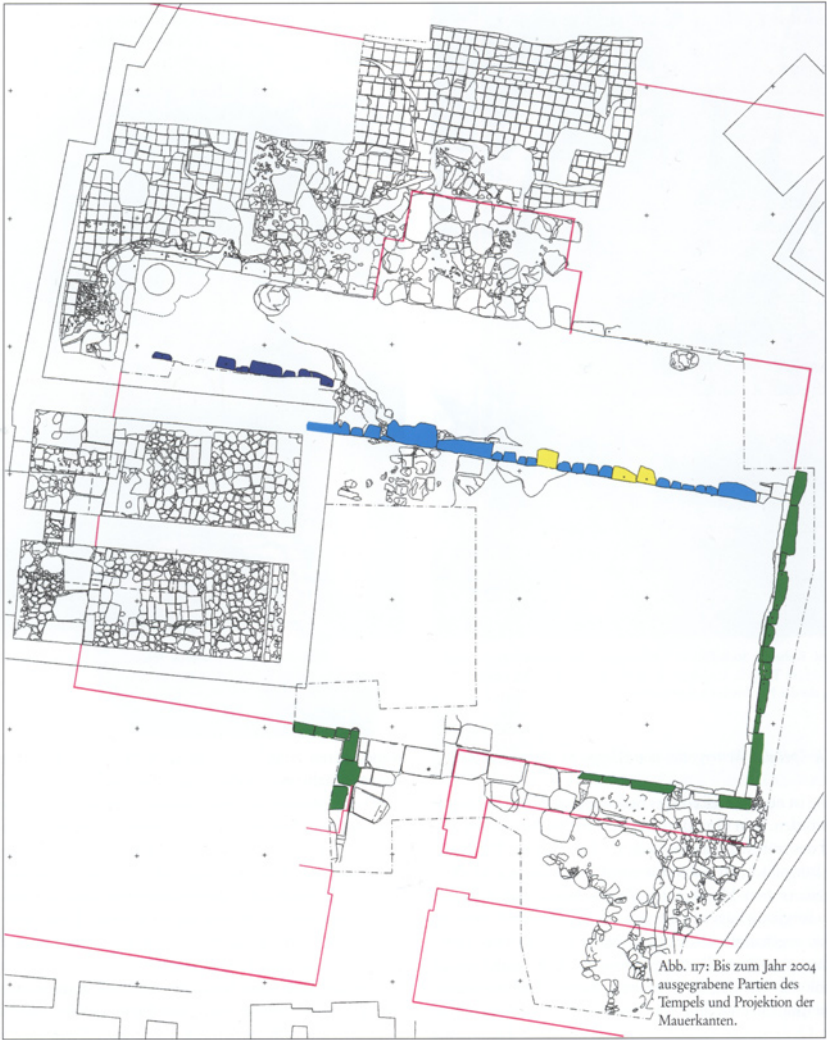 Abb. 117: Bis zum Jahr 2004
ausgegrabene Partien des
Tempels und Projektion der
Mauerkanten.